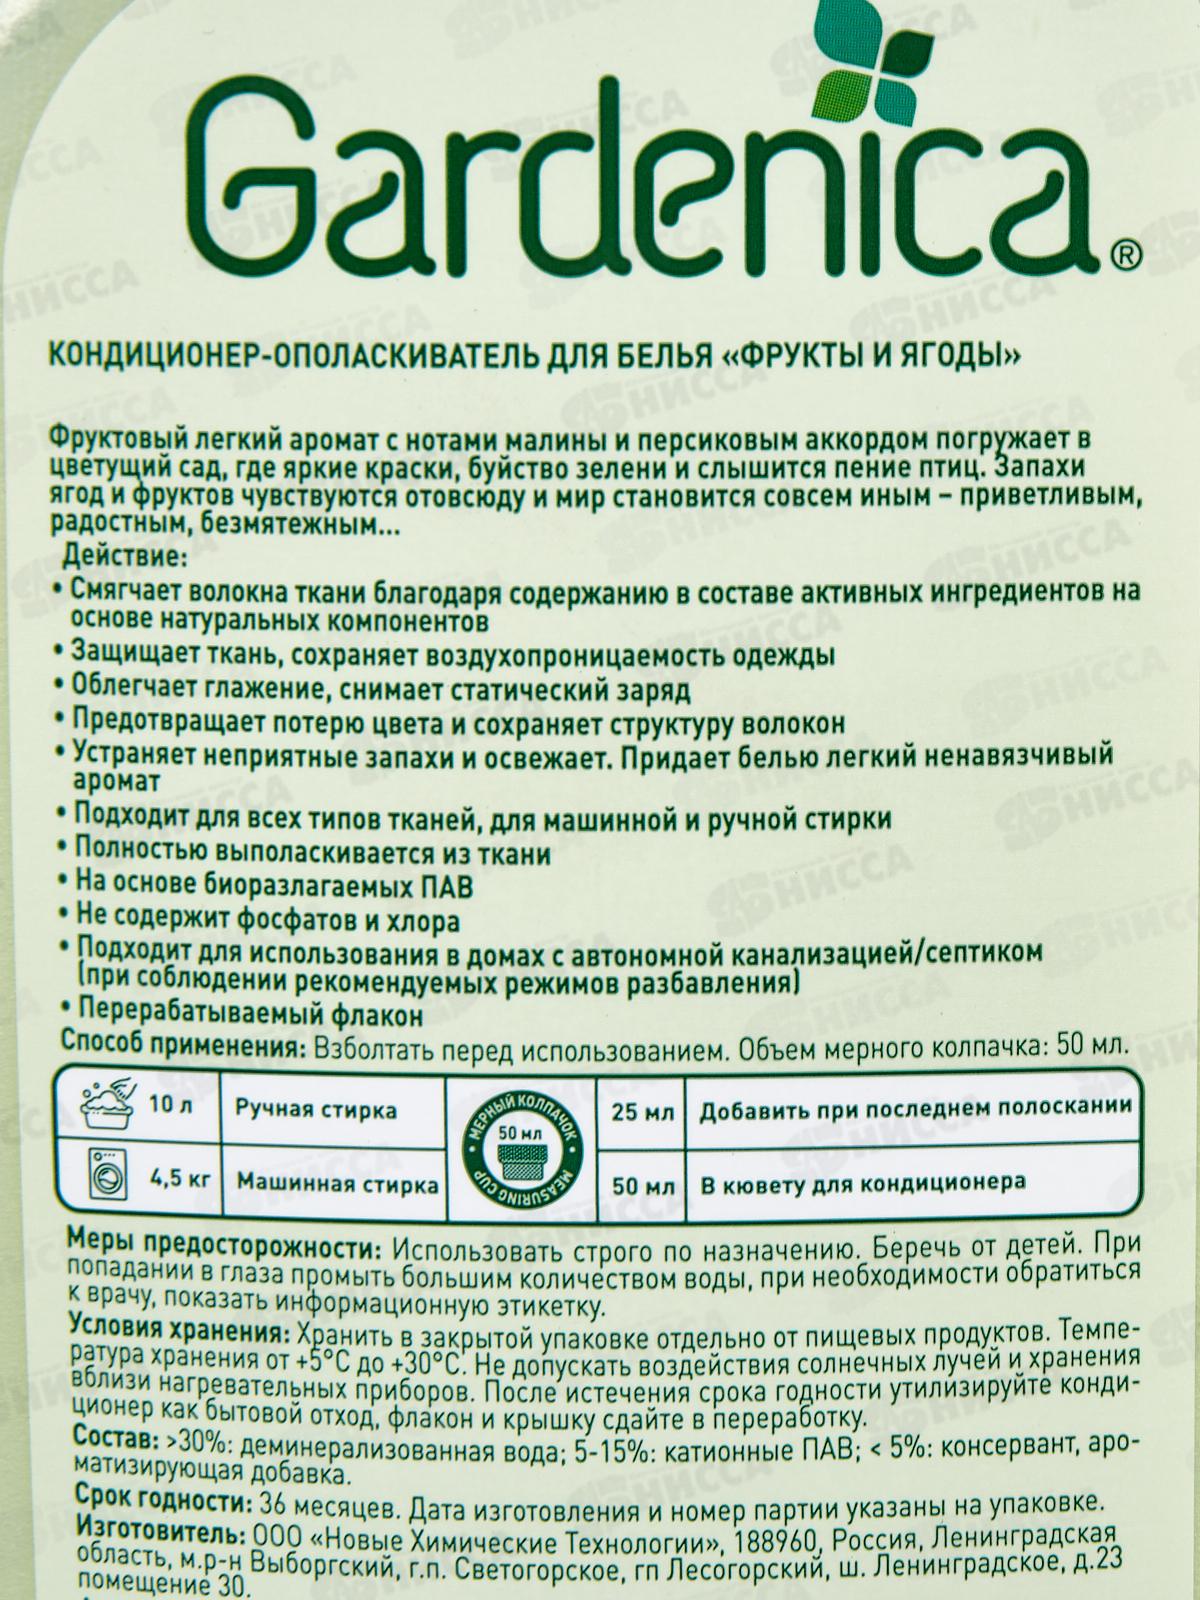 Gardenica®
КОНДИЦИОНЕР-ОПОЛАСКИВАТЕЛЬ ДЛЯ БЕЛЬЯ «ФРУКТЫ И ЯГОДЫ»
Фруктовый легкий аромат с нотами малины и персиковым аккордом погружает в
цветущий сад, где яркие краски, буйство зелени и слышится пение птиц. Запахи
ягод и фруктов чувствуются отовсюду и мир становится совсем иным – приветливым,
радостным, безмятежным...
Действие:
• Смягчает волокна ткани благодаря содержанию в составе активных ингредиентов на
основе натуральных компонентов
• Защищает ткань, сохраняет воздухопроницаемость одежды
• Облегчает глажение, снимает статический заряд
• Предотвращает потерю цвета и сохраняет структуру волокон
• Устраняет неприятные запахи и освежает. Придает белью легкий ненавязчивый
аромат
• Подходит для всех типов тканей, для машинной и ручной стирки
• Полностью выполаскивается из ткани
• На основе биоразлагаемых ПАВ
• Не содержит фосфатов и хлора
• Подходит для использования в домах с автономной канализацией/септиком
(при соблюдении рекомендуемых режимов разбавления)
• Перерабатываемый флакон
Способ применения: Взболтать перед использованием. Объем мерного колпачка: 50 мл.
10 л Ручная стирка 25 мл Добавить при последнем полоскании
МЕРНЫЙ КОЛПАЧОК
50 мл
MEASURING CUP
4,5 кг Машинная стирка 50 мл В кювету для кондиционера
Меры предосторожности: Использовать строго по назначению. Беречь от детей. При
попадании в глаза промыть большим количеством воды, при необходимости обратиться
к врачу, показать информационную этикетку.
Условия хранения: Хранить в закрытой упаковке отдельно от пищевых продуктов. Темпе-
ратура хранения от +5°C до +30°C. Не допускать воздействия солнечных лучей и хранения
вблизи нагревательных приборов. После истечения срока годности утилизируйте конди-
ционер как бытовой отход, флакон и крышку сдайте в переработку.
Состав: >30%: деминерализованная вода; 5-15%: катионные ПАВ; < 5%: консервант, аро-
матизирующая добавка.
Срок годности: 36 месяцев. Дата изготовления и номер партии указаны на упаковке.
Изготовитель: ООО «Новые Химические Технологии», 188960, Россия, Ленинградская
область, м.р-н Выборгский, г.п. Светогорское, гп Лесогорский, ш. Ленинградское, д.23
помещение 30.